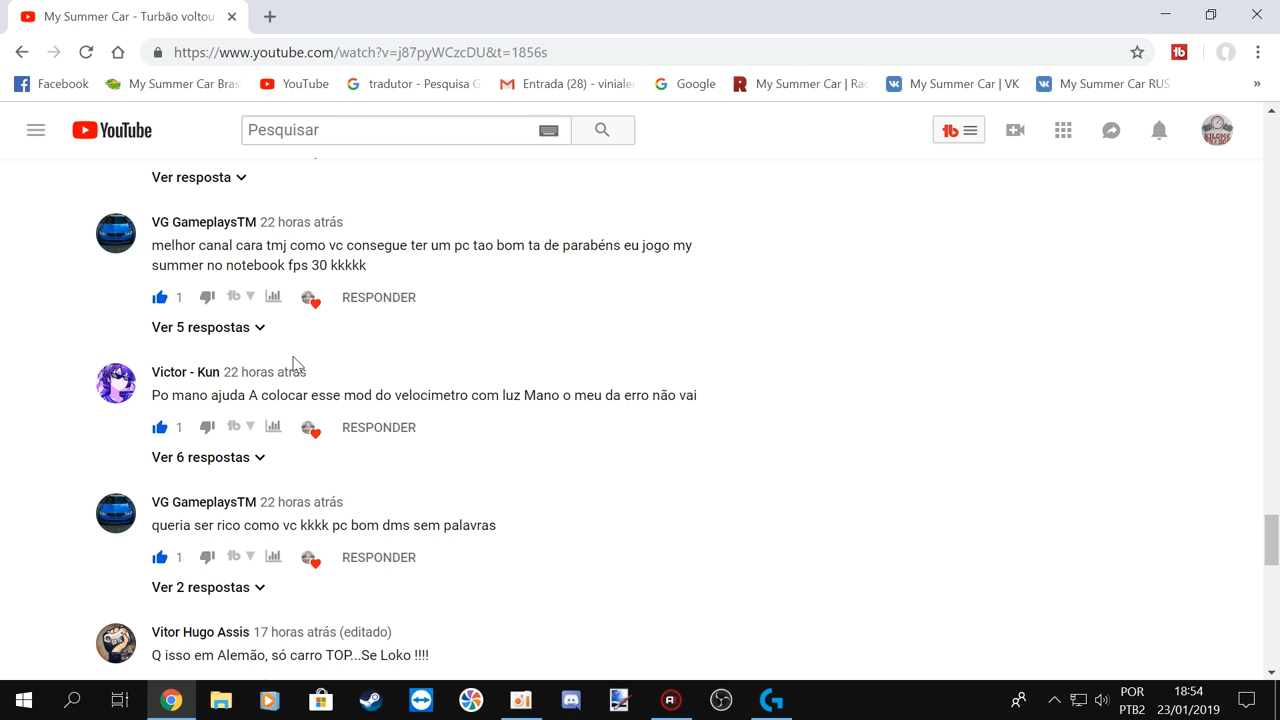 My Summer Car - Turbão voltou
https://www.youtube.com/watch?v=j87pyWCzcDU&t=1856s
Facebook My Summer Car Bras YouTube tradutor - Pesquisa G Entrada (28) - vinialen Google My Summer Car | Rac My Summer Car | VK My Summer Car RUS »
YouTube Pesquisar
Ver resposta
VG GameplaysTM 22 horas atrás
melhor canal cara tmj como vc consegue ter um pc tao bom ta de parabéns eu jogo my
summer no notebook fps 30 kkkkk
1 RESPONDER
Ver 5 respostas
Victor - Kun 22 horas atrás
Po mano ajuda A colocar esse mod do velocimetro com luz Mano o meu da erro não vai
1 RESPONDER
Ver 6 respostas
VG GameplaysTM 22 horas atrás
queria ser rico como vc kkkk pc bom dms sem palavras
1 RESPONDER
Ver 2 respostas
Vitor Hugo Assis 17 horas atrás (editado)
Q isso em Alemão, só carro TOP...Se Loko !!!!
POR 18:54
PTB2 23/01/2019